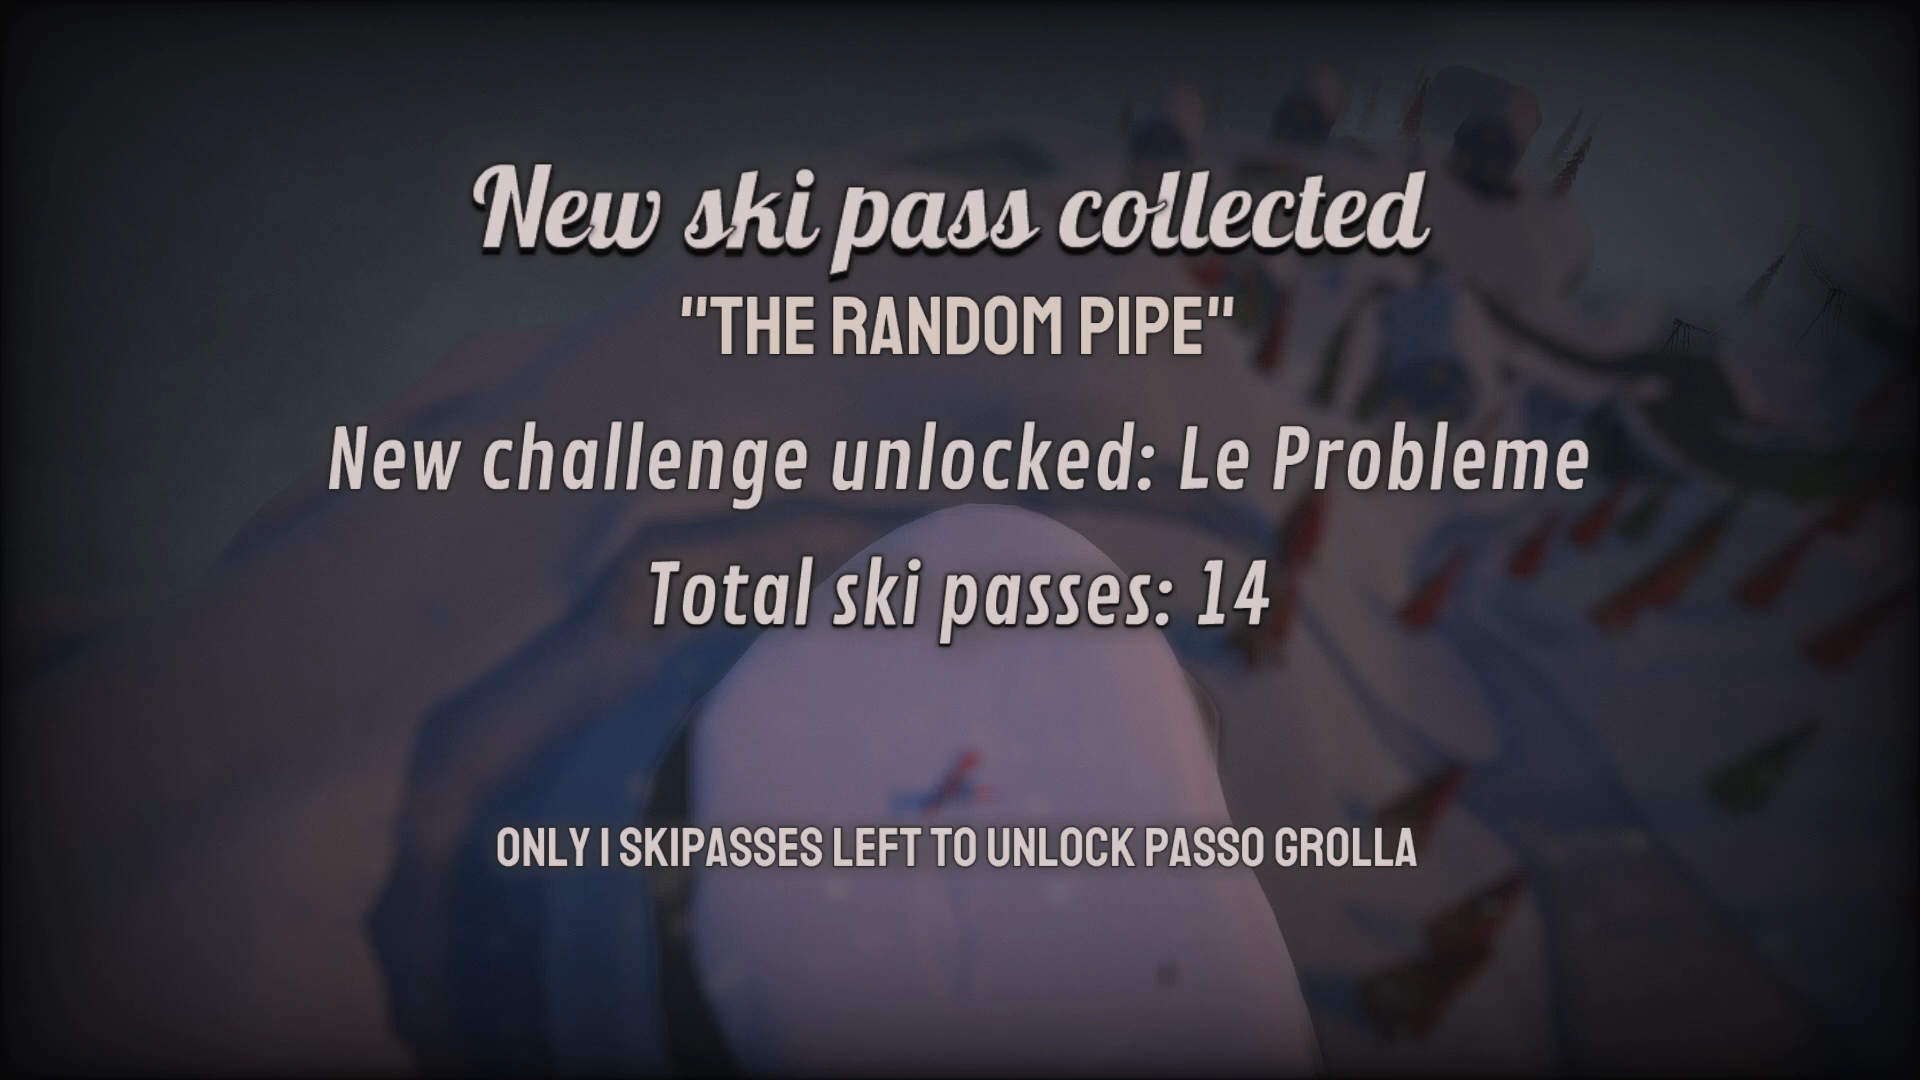 New ski pass collected
"THE RANDOM PIPE"
New challenge unlocked: Le Probleme
Total ski passes: 14
ONLY 1 SKIPASSES LEFT TO UNLOCK PASSO GROLLA